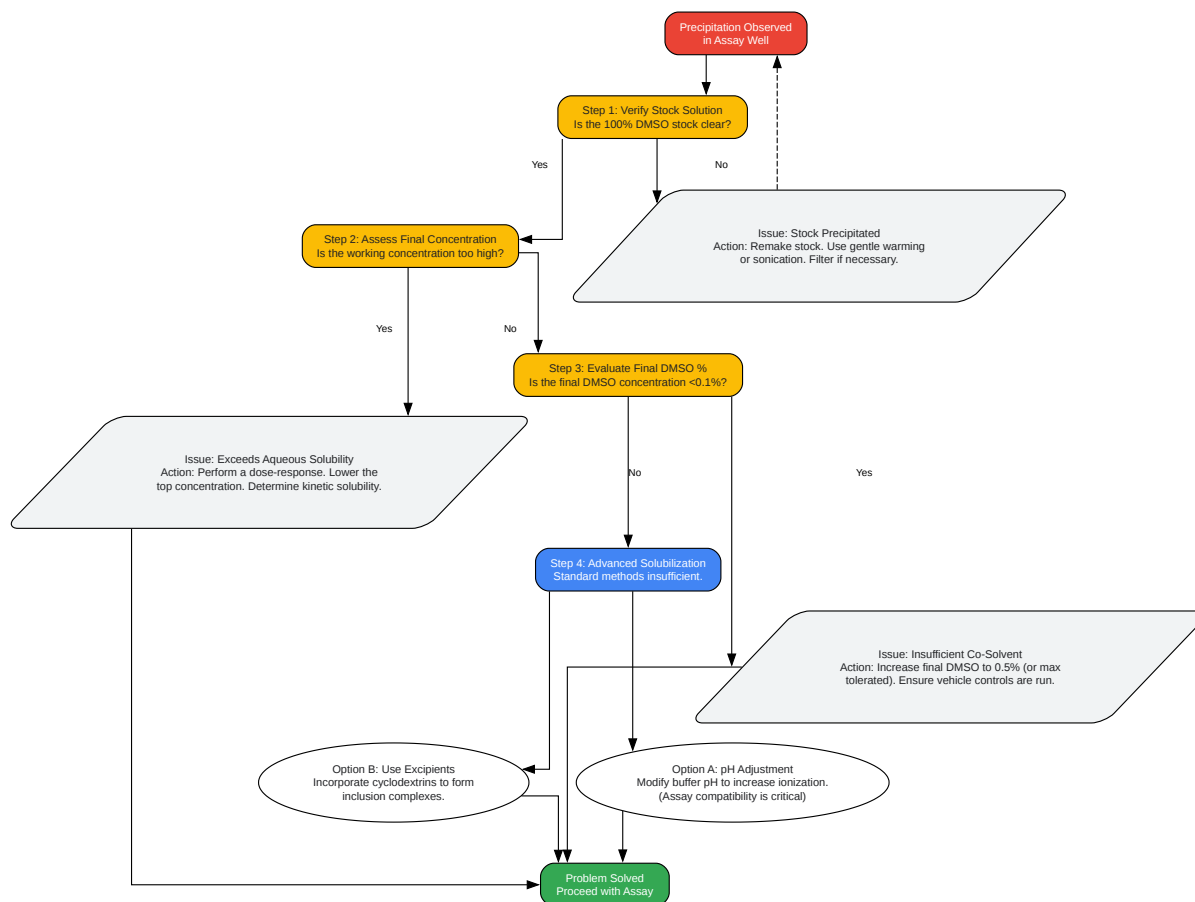 Precipitation Observed
in Assay Well
Step 1: Verify Stock Solution
Is the 100% DMSO stock clear?
Yes
No
Issue: Stock Precipitated
Action: Remake stock. Use gentle warming
or sonication. Filter if necessary.
Step 2: Assess Final Concentration
Is the working concentration too high?
Yes
No
Step 3: Evaluate Final DMSO %
Is the final DMSO concentration <0.1%?
Issue: Exceeds Aqueous Solubility
Action: Perform a dose-response. Lower the
top concentration. Determine kinetic solubility.
No
Yes
Step 4: Advanced Solubilization
Standard methods insufficient.
Issue: Insufficient Co-Solvent
Action: Increase final DMSO to 0.5% (or max
tolerated). Ensure vehicle controls are run.
Option B: Use Excipients
Incorporate cyclodextrins to form
inclusion complexes.
Option A: pH Adjustment
Modify buffer pH to increase ionization.
(Assay compatibility is critical)
Problem Solved
Proceed with Assay